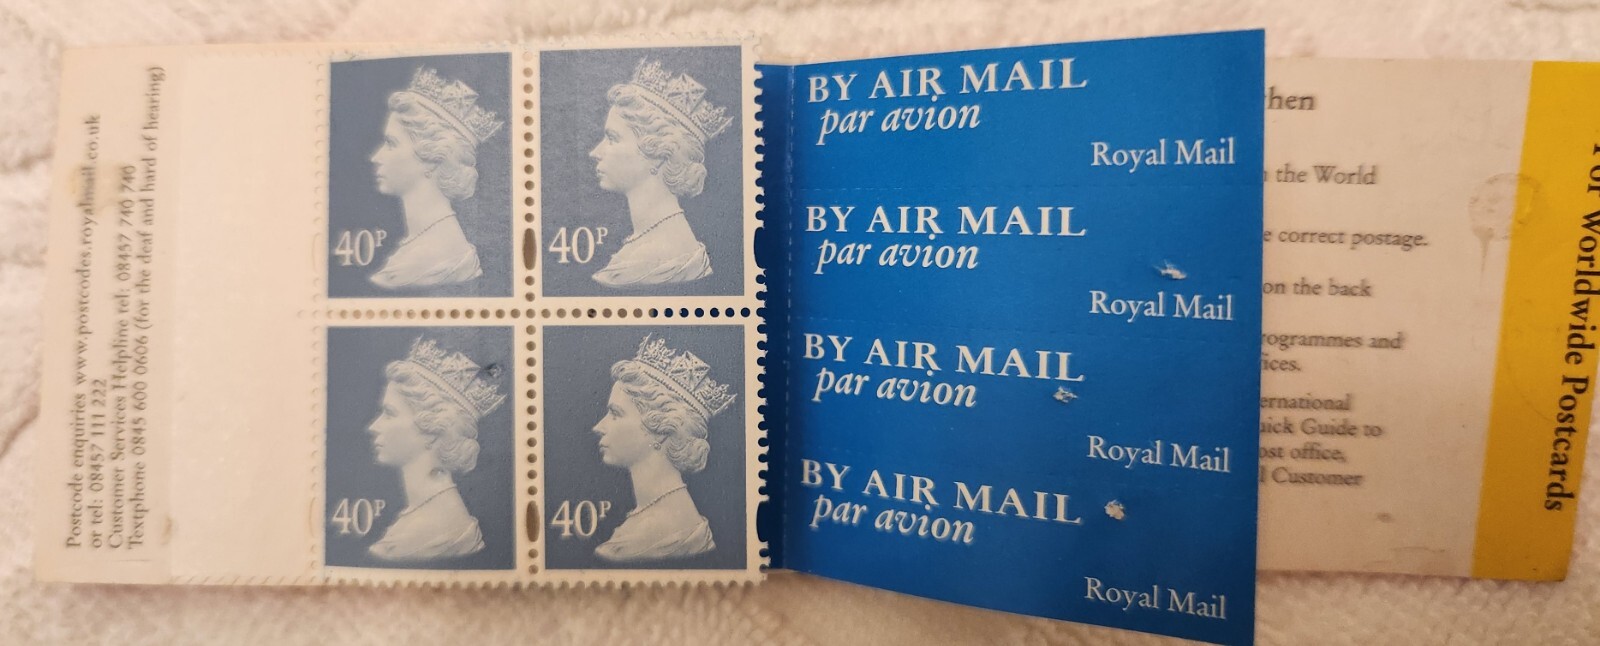 Postcode enquiries www.postcodes.royalmail.co.uk
or tel: 08457 111 222
Customer Services Helpline tel: 08457 740 740
Textphone 0845 600 0606 (for the deaf and hard of hearing)
40P
40P
40P
40P
BY AIR MAIL
par avion
Royal Mail
BY AIR MAIL
par avion
Royal Mail
BY AIR MAIL
par avion
Royal Mail
BY AIR MAIL
par avion
Royal Mail
hen
the World
correct postage.
on the back
rogrammes and
ices.
ernational
uick Guide to
ost office,
Customer
For Worldwide Postcards